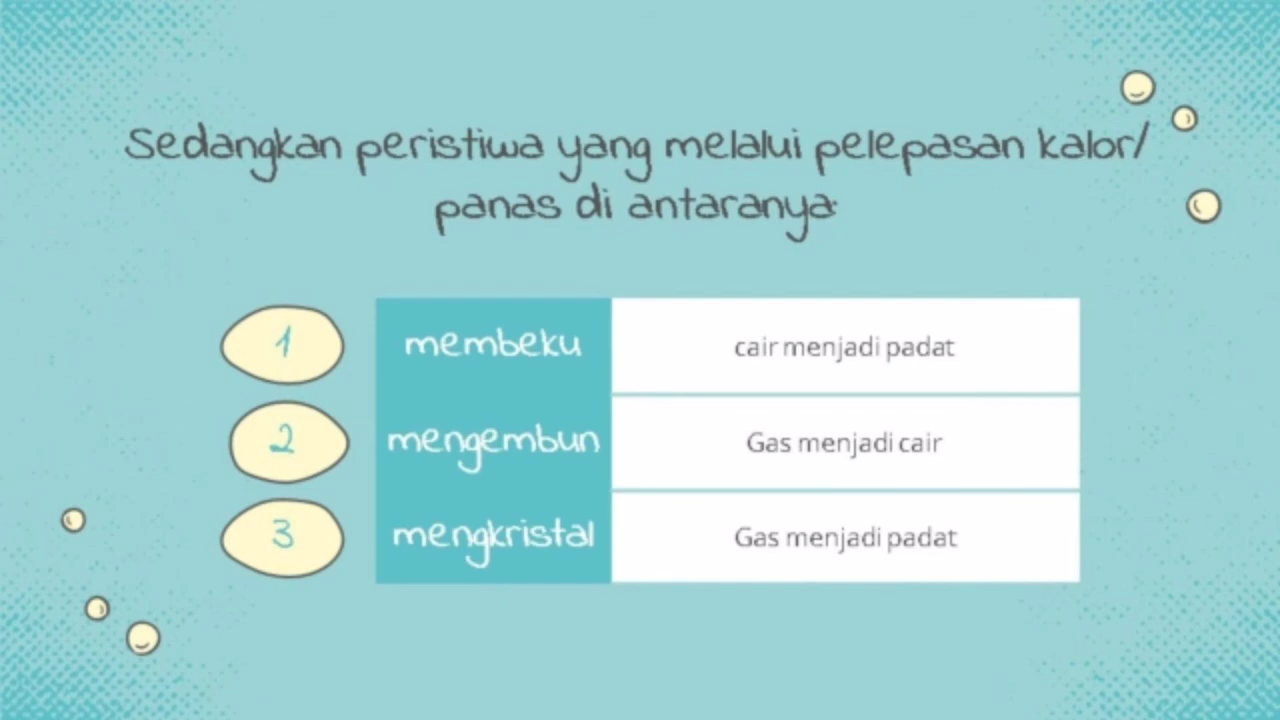 Sedangkan peristiwa yang melalui pelepasan kalor/
panas di antaranya:
1 membeku cair menjadi padat
2 mengembun Gas menjadi cair
3 mengkristal Gas menjadi padat